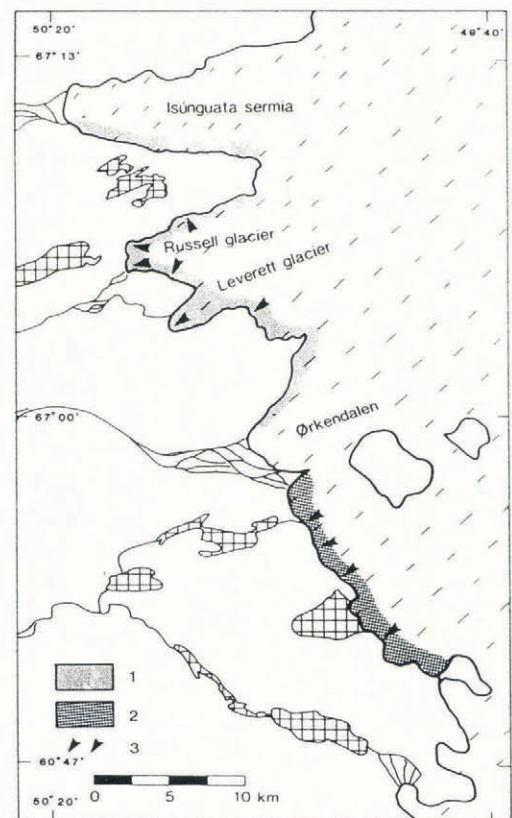 50°20'
49°40'
67°13'
Isúnguata sermia
Russell glacier
Leverett glacier
67°00'
Ørkendalen
1
2
3
60°47'
50°20'
0 5 10 km